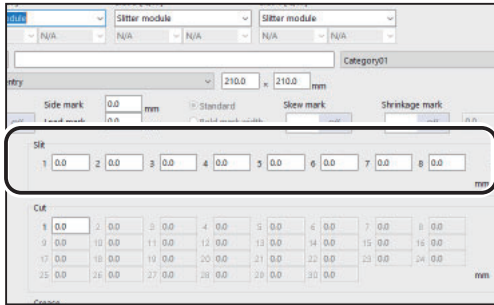 Slitter module Slitter module
N/A N/A N/A N/A N/A
Category01
210.0 × 210.0 mm
Side mark 0.0 mm Standard Skew mark Shrinkage mark
Lead mark 0.0 Bold mark width 0.0
Slit
1 0.0 2 0.0 3 0.0 4 0.0 5 0.0 6 0.0 7 0.0 8 0.0
mm
Cut
1 0.0 2 0.0 3 0.0 4 0.0 5 0.0 6 0.0 7 0.0 8 0.0
9 0.0 10 0.0 11 0.0 12 0.0 13 0.0 14 0.0 15 0.0 16 0.0
17 0.0 18 0.0 19 0.0 20 0.0 21 0.0 22 0.0 23 0.0 24 0.0
25 0.0 26 0.0 27 0.0 28 0.0 29 0.0 30 0.0 mm
Crease